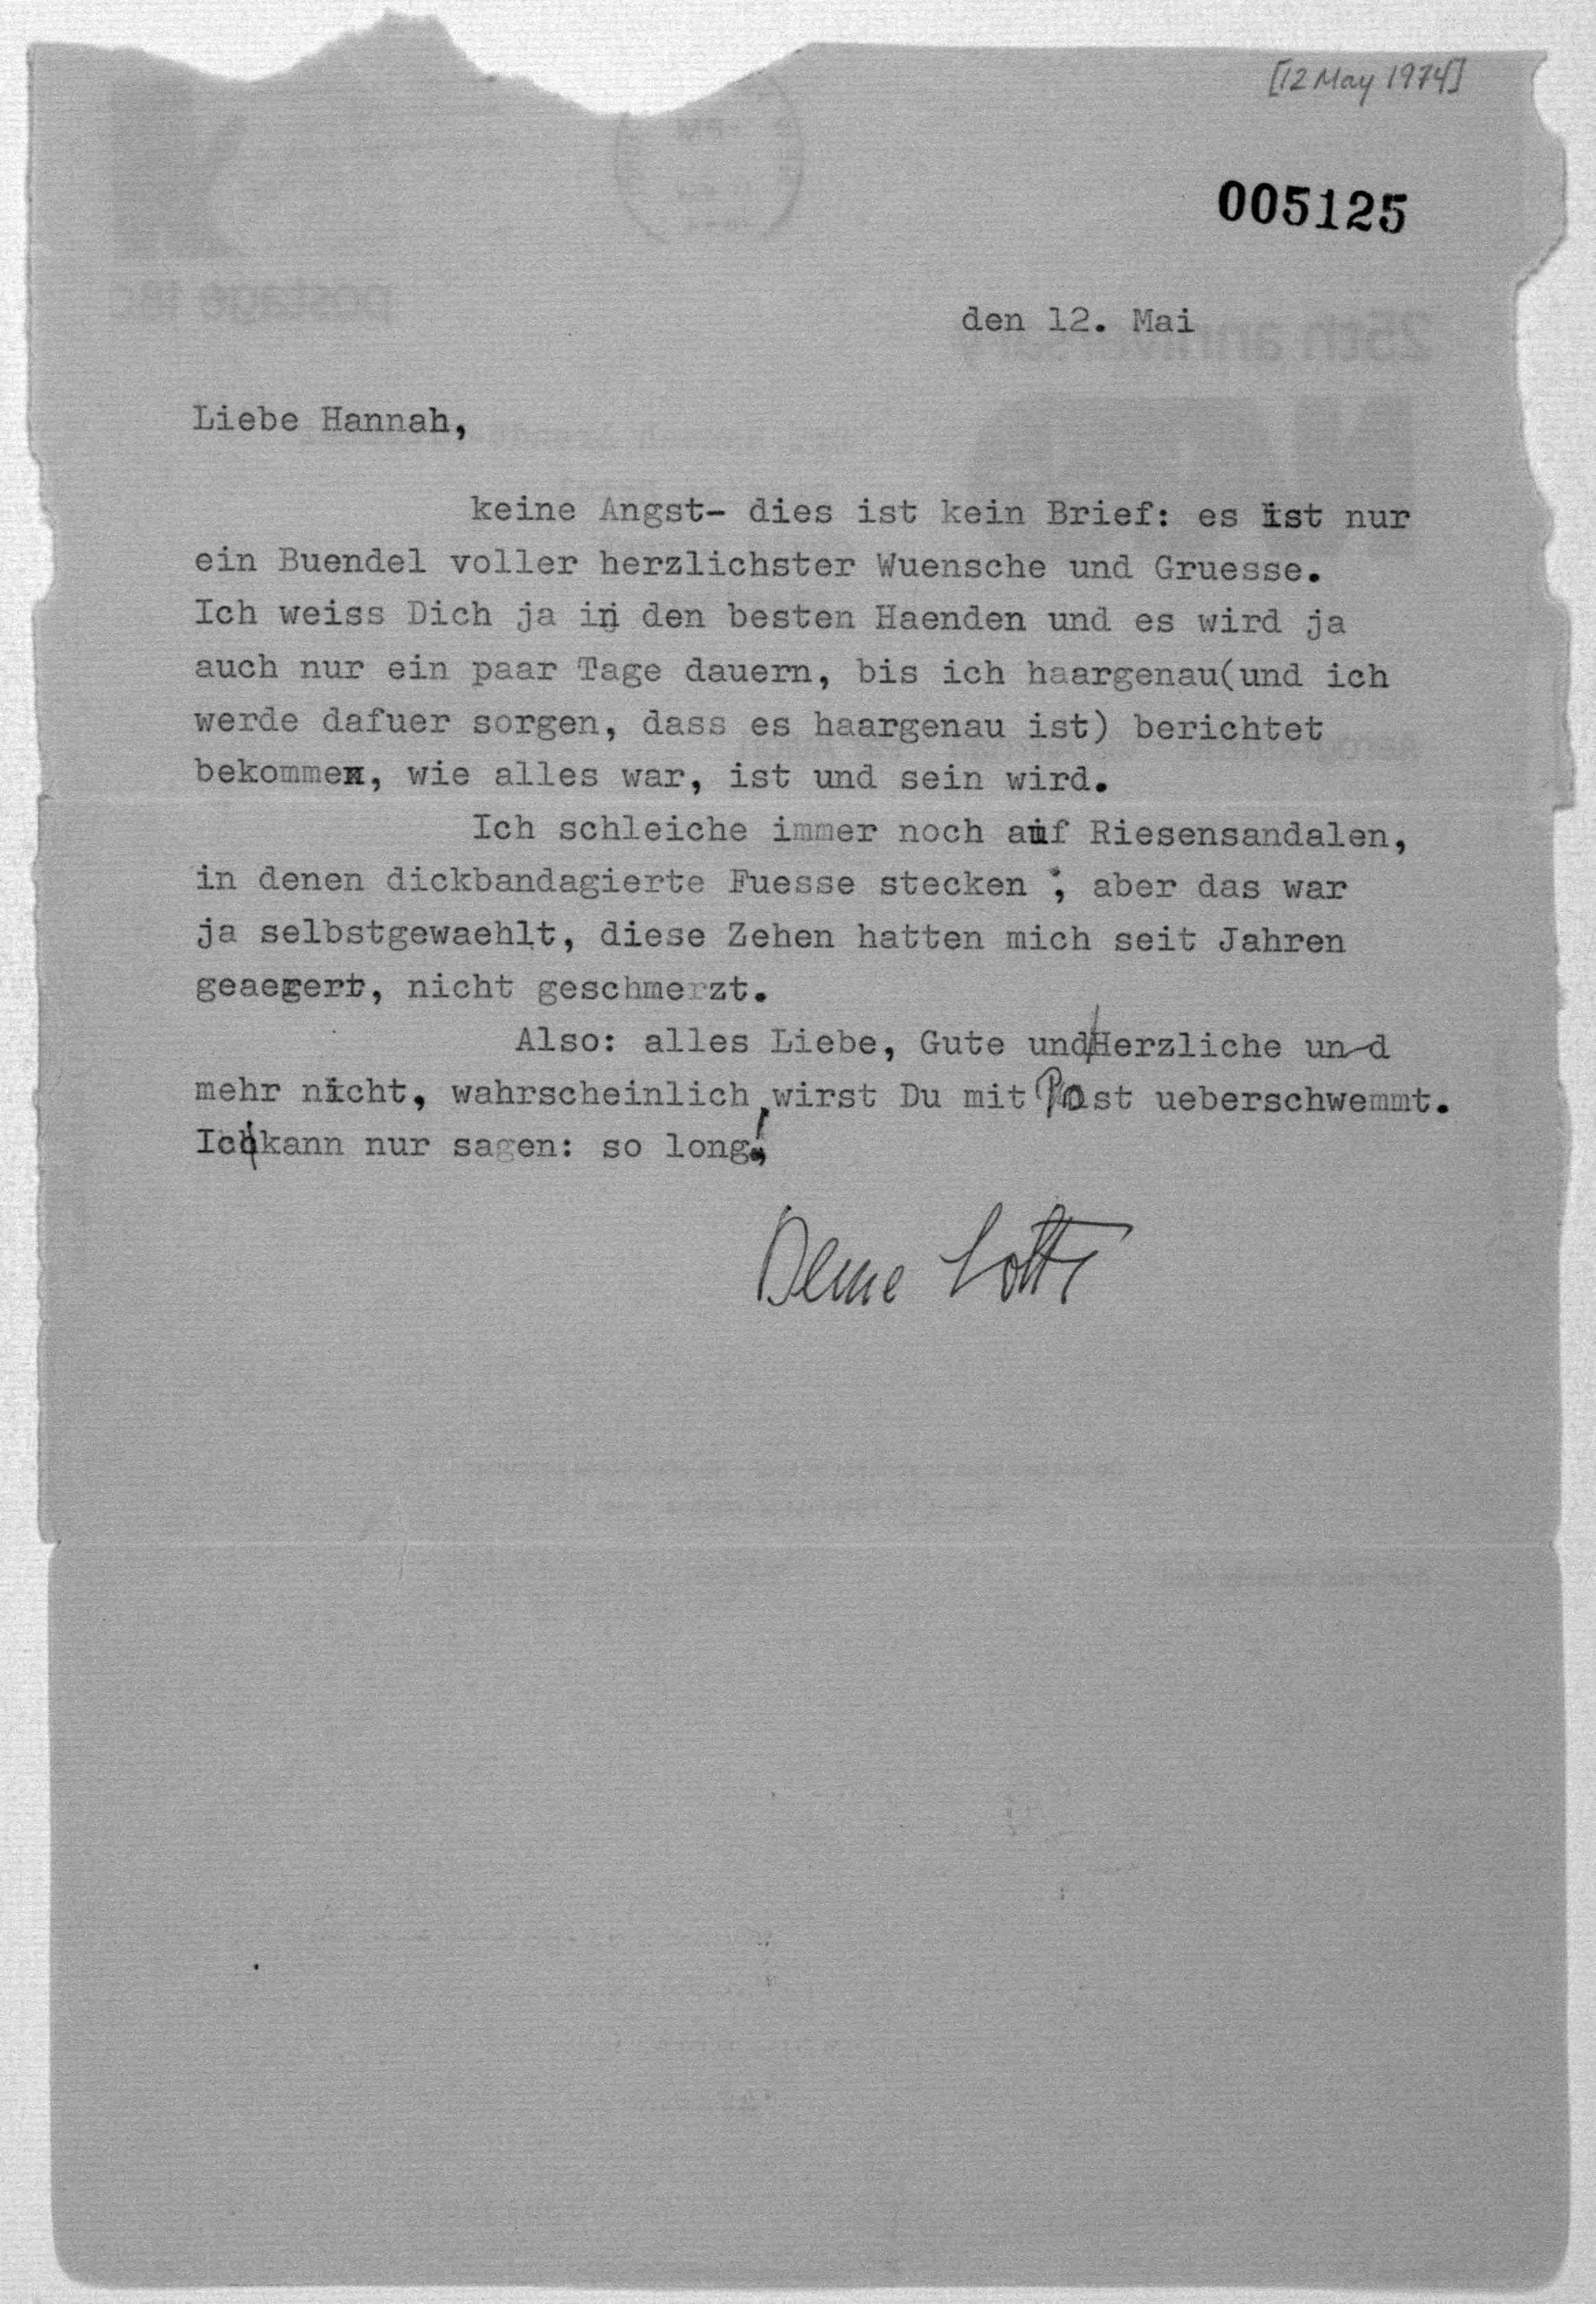 [12 May 1974]
005125
den 12. Mai
Liebe Hannah,
keine Angst- dies ist kein Brief: es ist nur
ein Buendel voller herzlichster Wuensche und Gruesse.
Ich weiss Dich ja in den besten Haenden und es wird ja
auch nur ein paar Tage dauern, bis ich haargenau(und ich
werde dafuer sorgen, dass es haargenau ist) berichtet
bekommen, wie alles war, ist und sein wird.
Ich schleiche immer noch auf Riesensandalen,
in denen dickbandagierte Fuesse stecken ; aber das war
ja selbstgewaehlt, diese Zehen hatten mich seit Jahren
geaegert, nicht geschmerzt.
Also: alles Liebe, Gute und Herzliche und
mehr nicht, wahrscheinlich wirst Du mit Post ueberschwemmt.
Ich kann nur sagen: so long!
Deine Lotte
postage 18c
25th anniversary